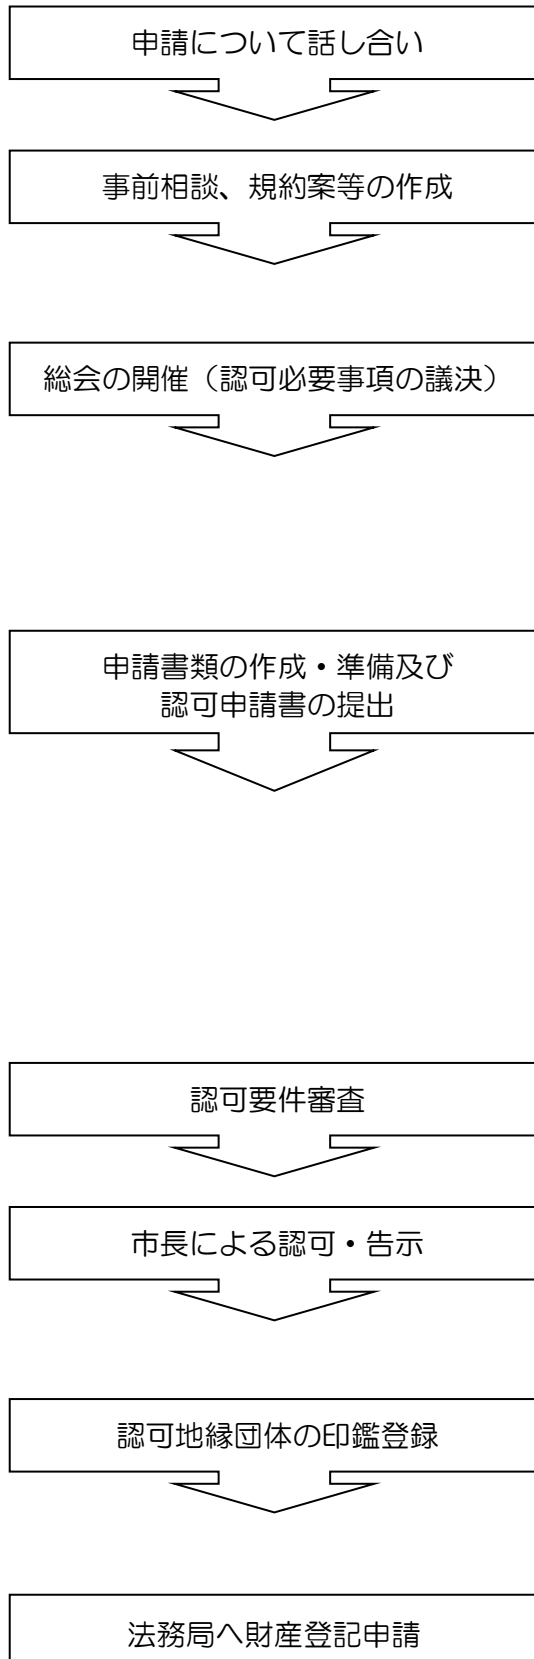 申請について話し合い
事前相談、規約案等の作成
総会の開催（認可必要事項の議決）
申請書類の作成・準備及び
認可申請書の提出
認可要件審査
市長による認可・告示
認可地縁団体の印鑑登録
法務局へ財産登記申請